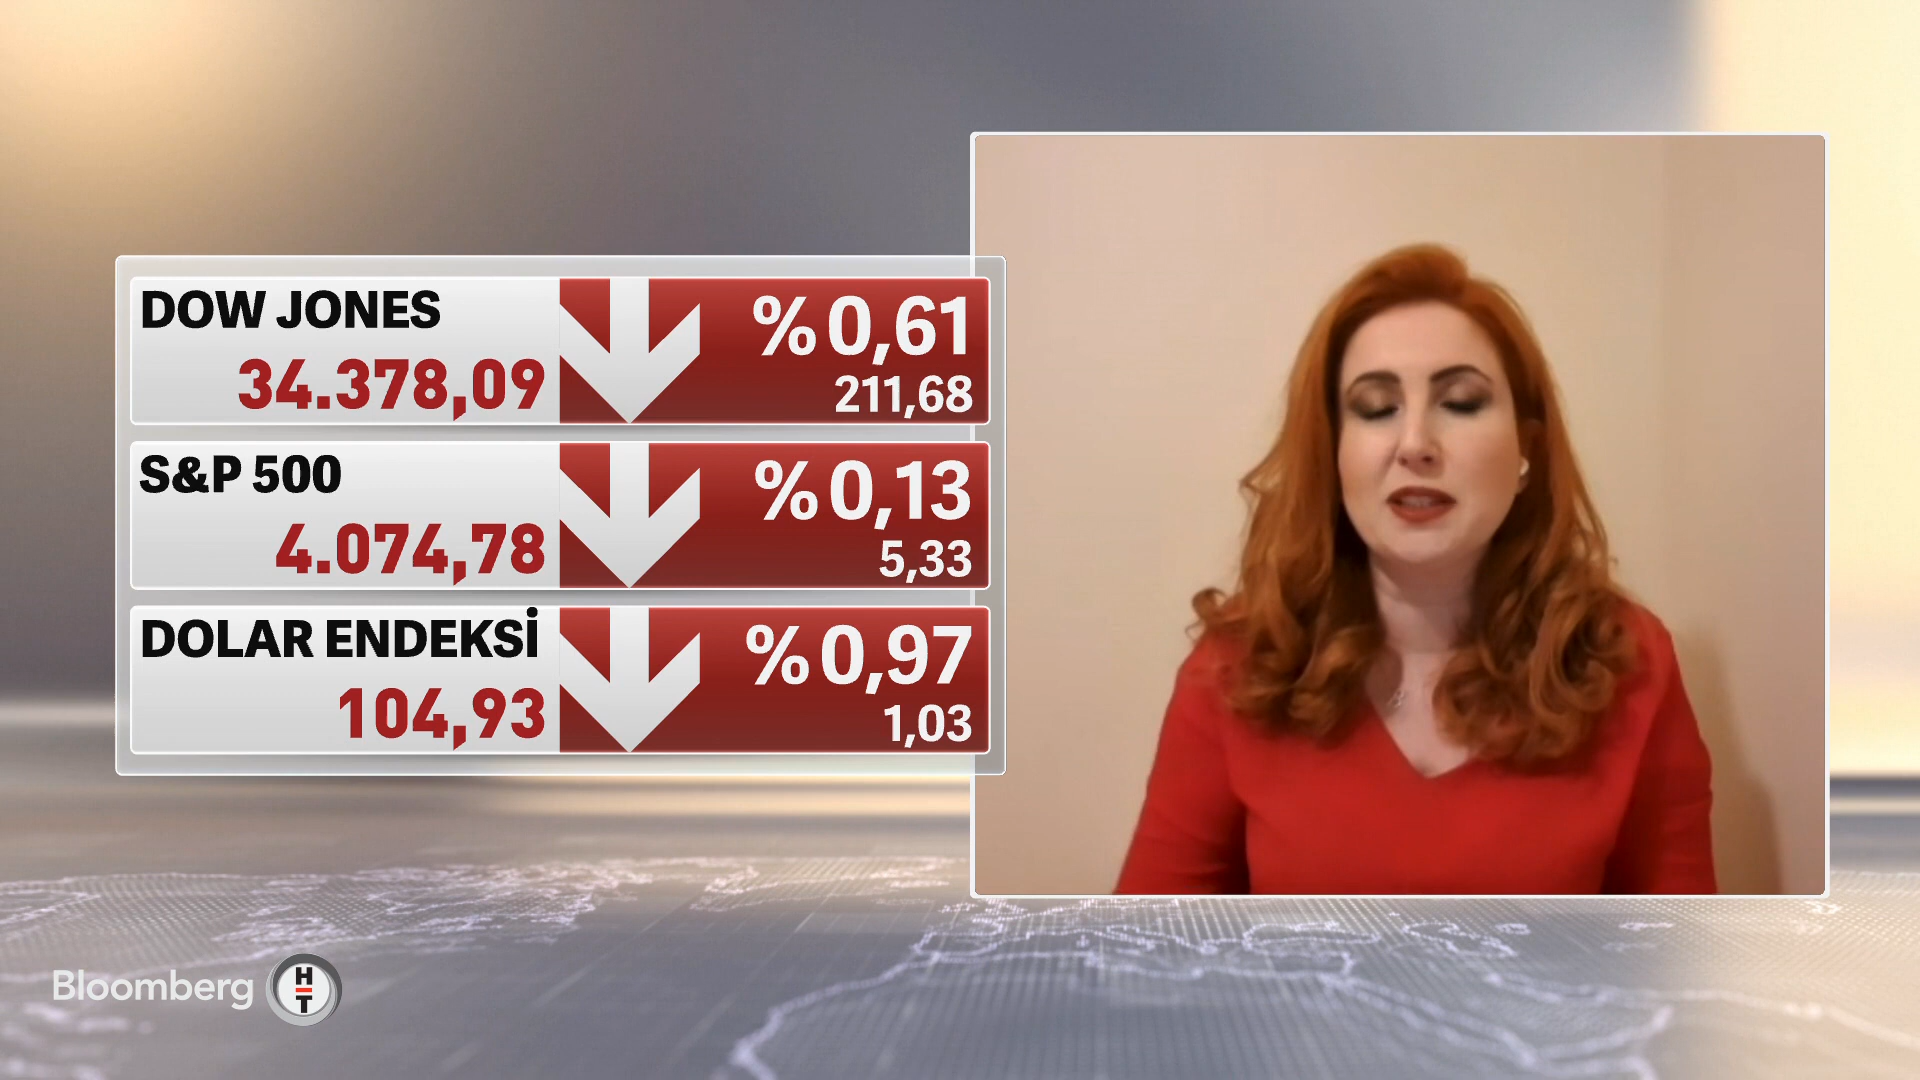 DOW JONES
34.378,09
%0,61
211,68
S&P 500
4.074,78
%0,13
5,33
DOLAR ENDEKSİ
104,93
%0,97
1,03
Bloomberg HT